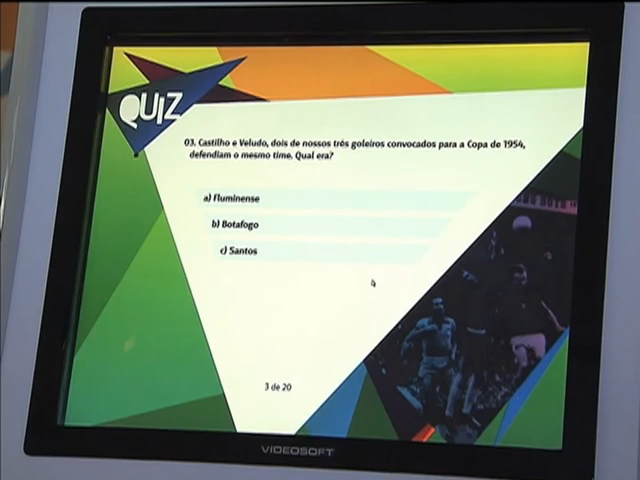 QUIZ
03. Castilho e Veludo, dois de nossos três goleiros convocados para a Copa de 1954,
defendiam o mesmo time. Qual era?
a) Fluminense
b) Botafogo
c) Santos
3 de 20
VIDEOSOFT